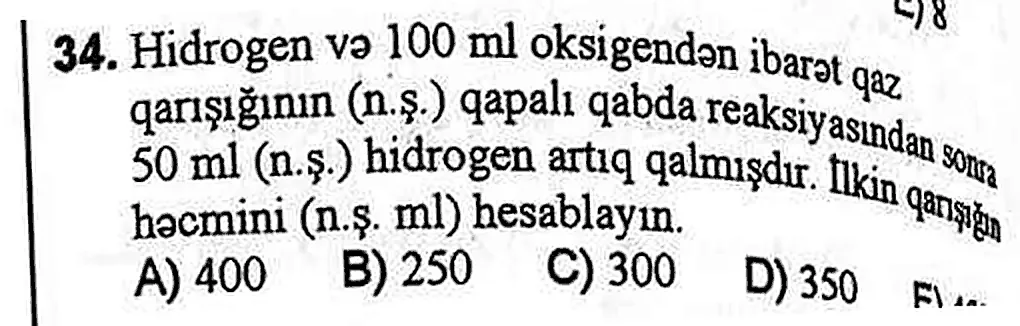 34. Hidrogen və 100 ml oksigendən ibarət qaz
qarışığının (n.ş.) qapalı qabda reaksiyasından sonra
50 ml (n.ş.) hidrogen artıq qalmışdır. İlkin qarışığın
həcmini (n.ş. ml) hesablayın.
A) 400 B) 250 C) 300 D) 350